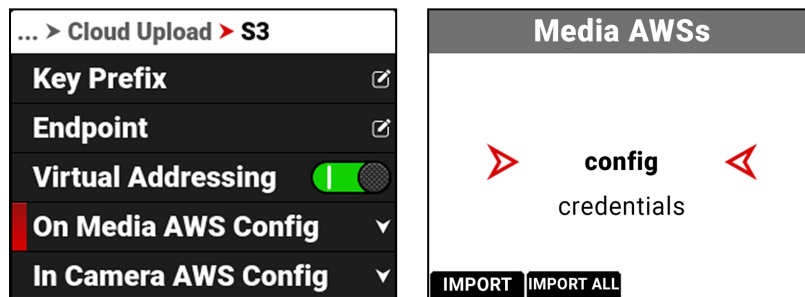 ... > Cloud Upload > S3
Key Prefix
Endpoint
Virtual Addressing
On Media AWS Config
In Camera AWS Config
Media AWSs
config
credentials
IMPORT IMPORT ALL